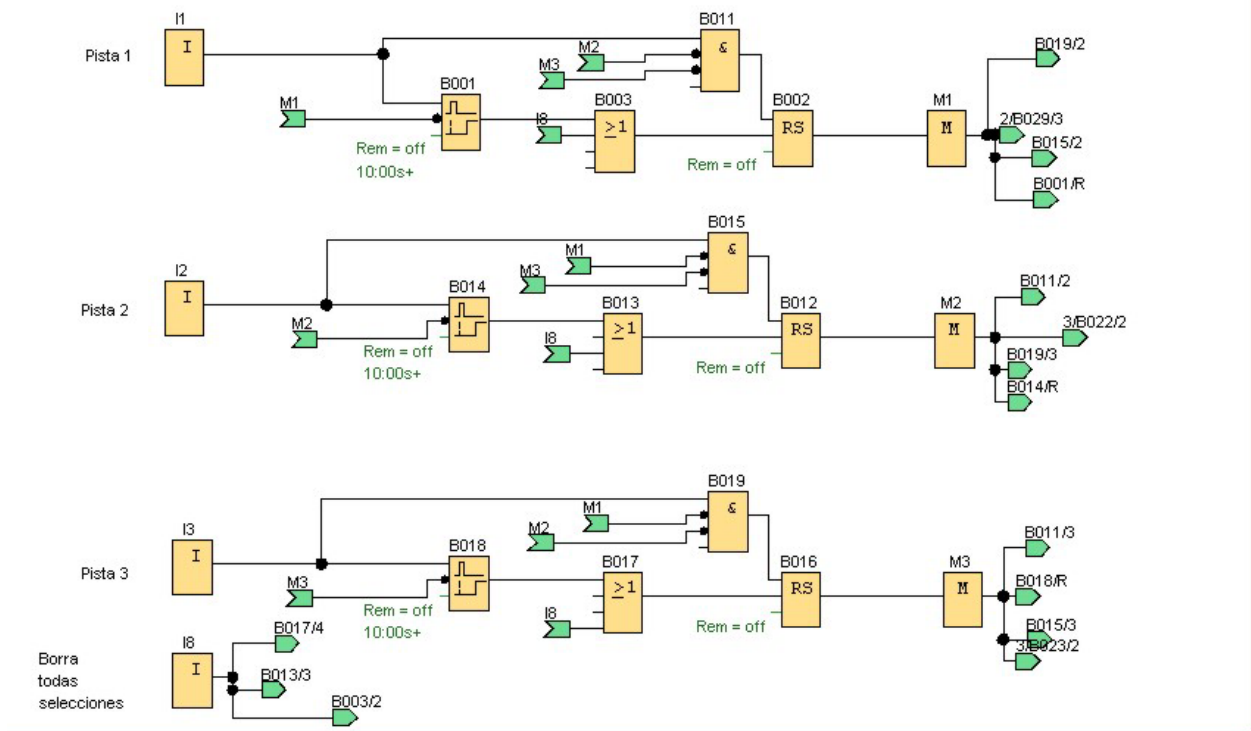 I1
Pista 1
I
B011
&
M2
M3
B019/2
B001
M1
B003
I8
≥1
B002
RS
M1
M
2/B029/3
B015/2
B001/R
Rem = off
10:00s+
Rem = off
B015
&
M1
M3
B011/2
I2
Pista 2
I
B014
M2
B013
I8
≥1
B012
RS
M2
M
3/B022/2
B019/3
B014/R
Rem = off
10:00s+
Rem = off
B019
&
M1
M2
B011/3
I3
Pista 3
I
B018
M3
B017
I8
≥1
B016
RS
M3
M
B018/R
B015/3
3/B023/2
Rem = off
10:00s+
Rem = off
Borra
todas
selecciones
I8
I
B017/4
B013/3
B003/2